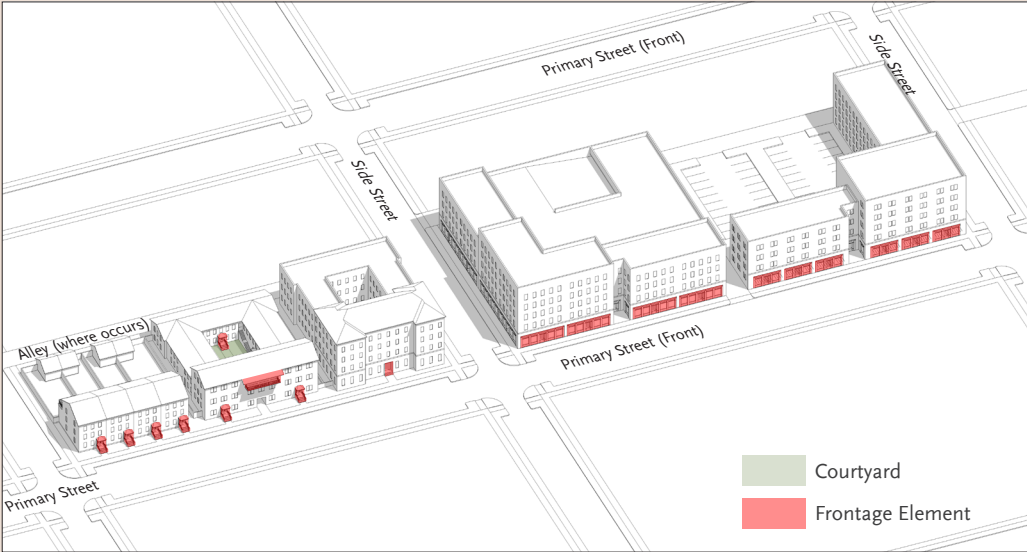 Primary Street (Front)
Side Street
Side Street
Alley (where occurs)
Primary Street (Front)
Primary Street
Courtyard
Frontage Element